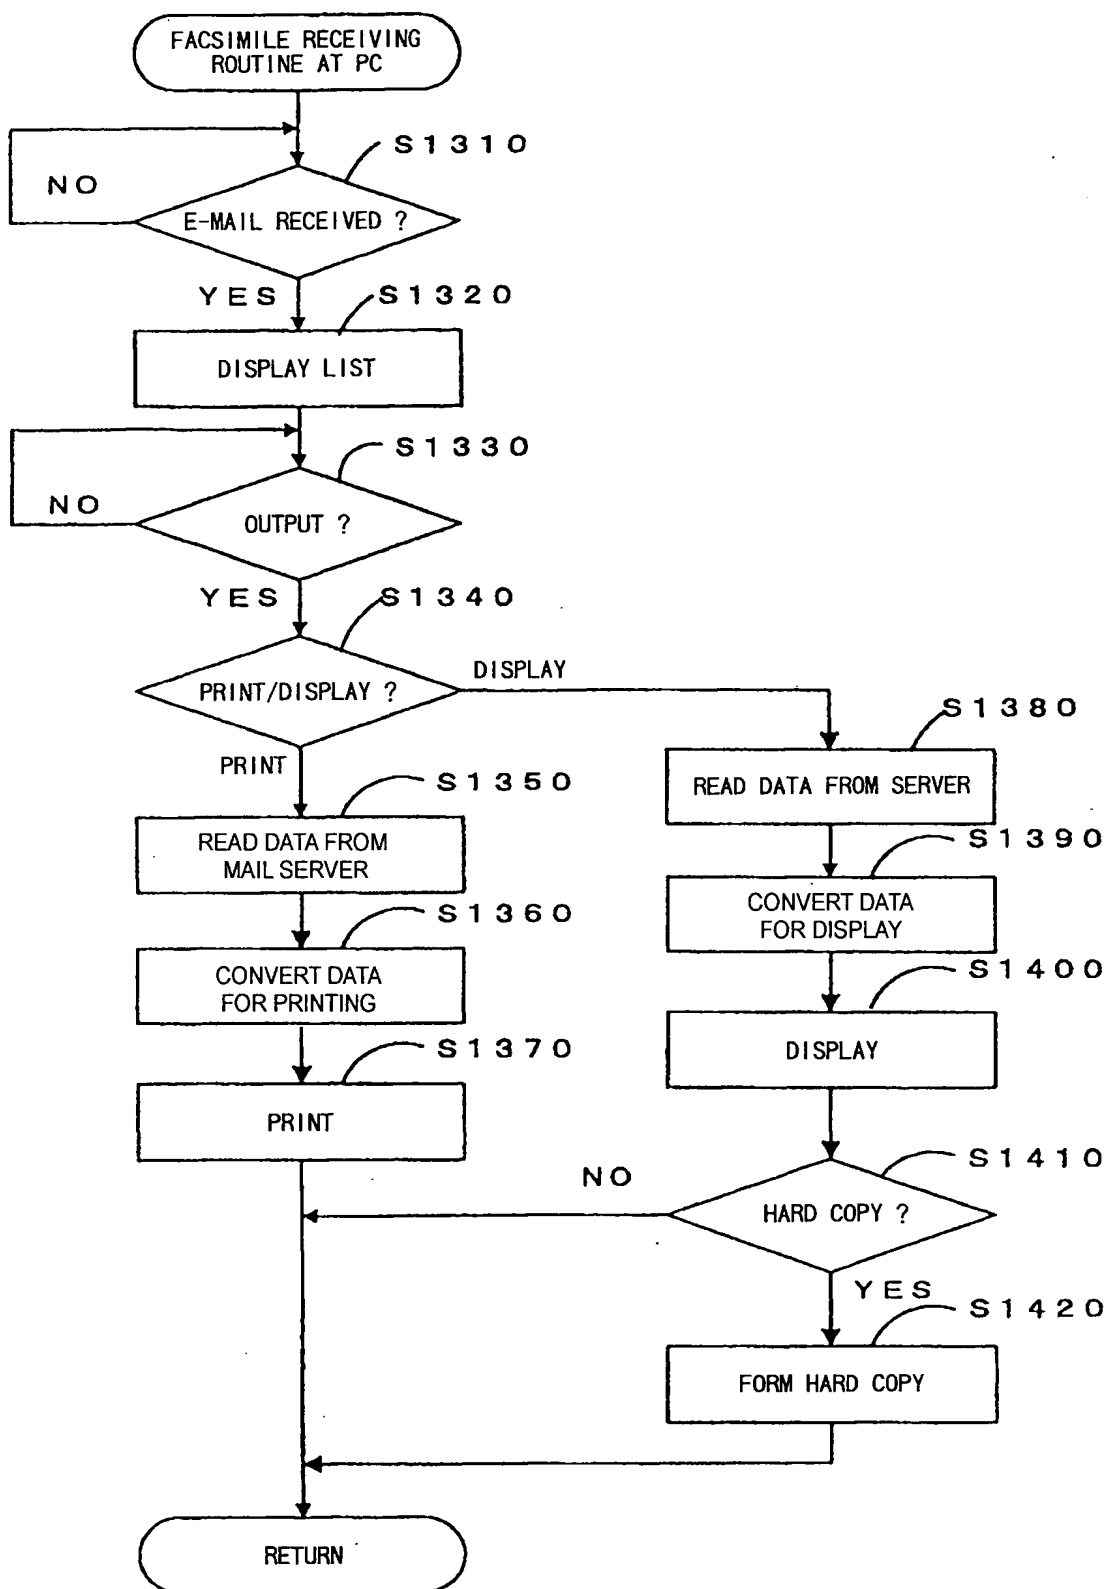 FACSIMILE RECEIVING
ROUTINE AT PC
S1310
NO
E-MAIL RECEIVED ?
YES
S1320
DISPLAY LIST
S1330
NO
OUTPUT ?
YES
S1340
PRINT/DISPLAY ?
DISPLAY
PRINT
S1350
READ DATA FROM
MAIL SERVER
S1360
CONVERT DATA
FOR PRINTING
S1370
PRINT
S1380
READ DATA FROM SERVER
S1390
CONVERT DATA
FOR DISPLAY
S1400
DISPLAY
S1410
NO
HARD COPY ?
YES
S1420
FORM HARD COPY
RETURN